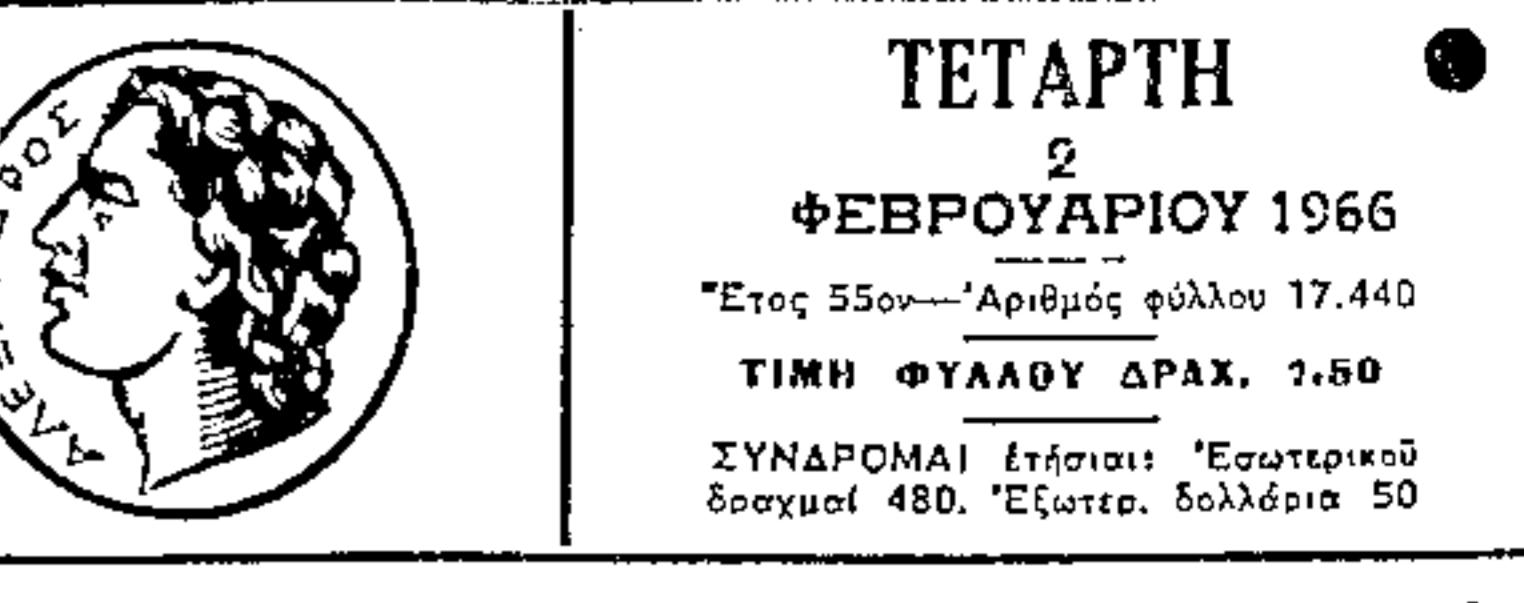 ΑΛΕΞΑΝΔΡΟΣ
ΤΕΤΑΡΤΗ
2
ΦΕΒΡΟΥΑΡΙΟΥ 1966
Ἔτος 55ον—Ἀριθμός φύλλου 17.440
ΤΙΜΗ ΦΥΛΛΟΥ ΔΡΑΧ. 1.50
ΣΥΝΔΡΟΜΑΙ ἐτήσιαι: Ἐσωτερικοῦ
δραχμαί 480. Ἐξωτερ. δολλάρια 50